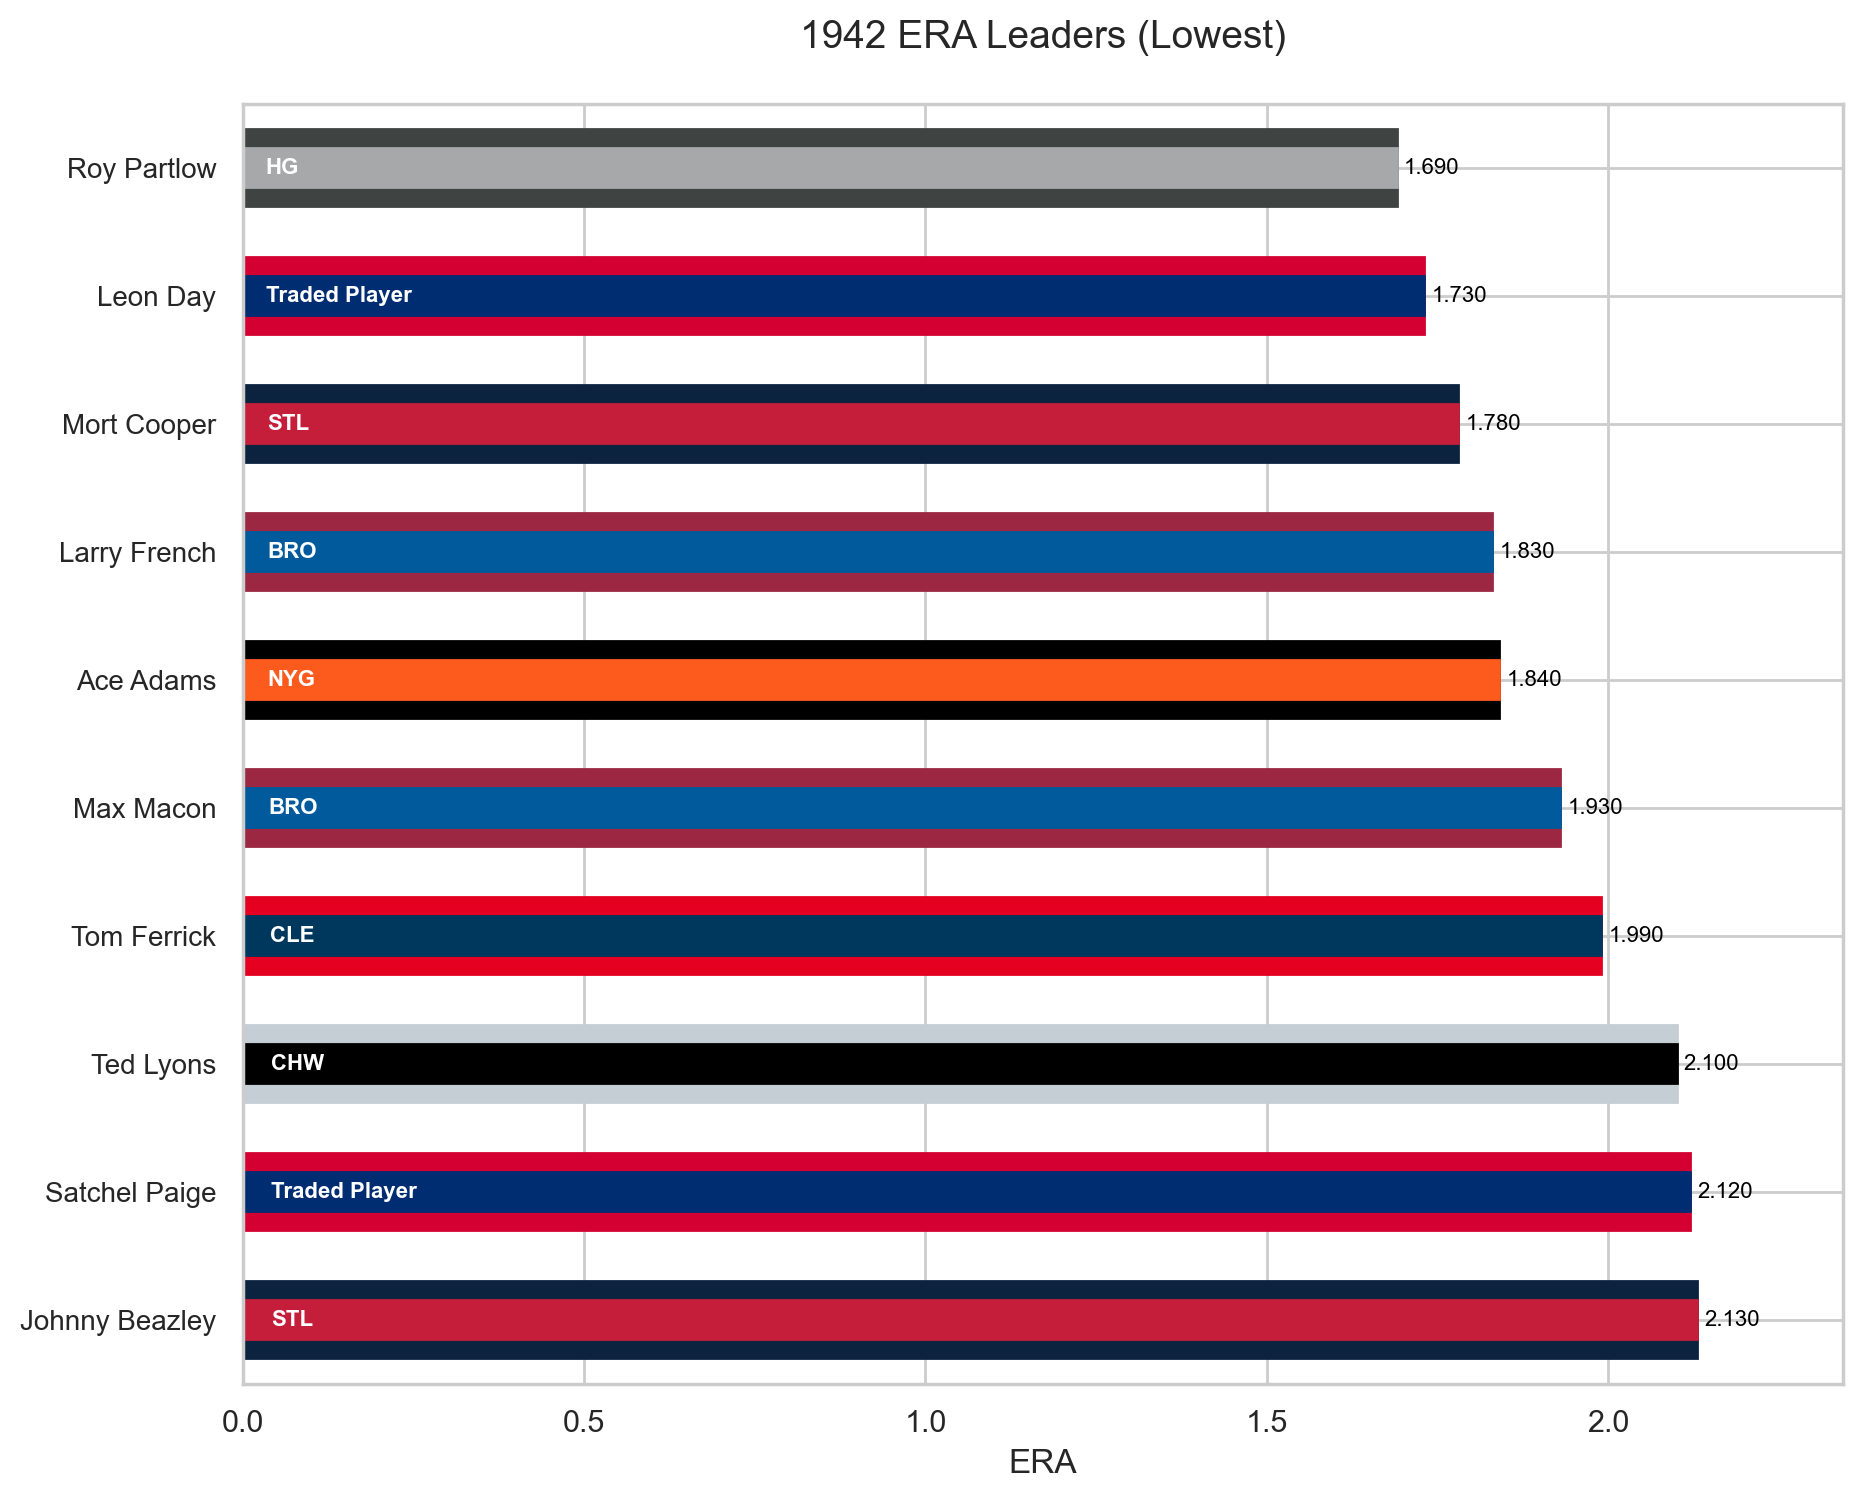 1942 ERA Leaders (Lowest)
Roy Partlow HG 1.690
Leon Day Traded Player 1.730
Mort Cooper STL 1.780
Larry French BRO 1.830
Ace Adams NYG 1.840
Max Macon BRO 1.930
Tom Ferrick CLE 1.990
Ted Lyons CHW 2.100
Satchel Paige Traded Player 2.120
Johnny Beazley STL 2.130
0.0 0.5 1.0 1.5 2.0
ERA